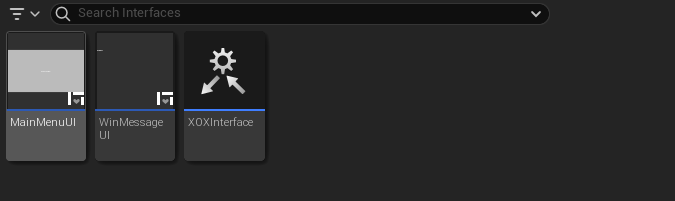 Search Interfaces
MainMenuUI
WinMessage
UI
XOXInterface